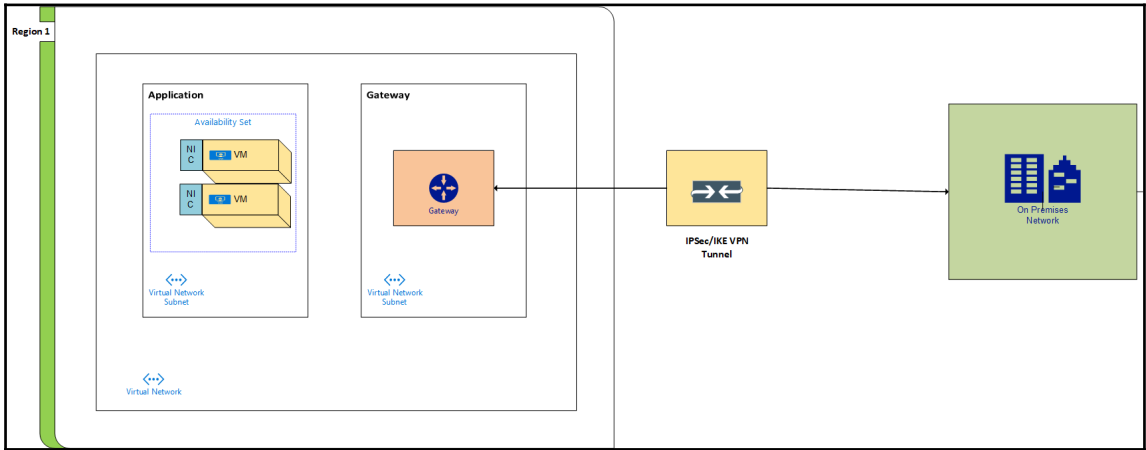 Region 1
Application
Availability Set
NI
C
VM
NI
C
VM
Virtual Network
Subnet
Gateway
Gateway
Virtual Network
Subnet
Virtual Network
IPSec/IKE VPN
Tunnel
On Premises
Network